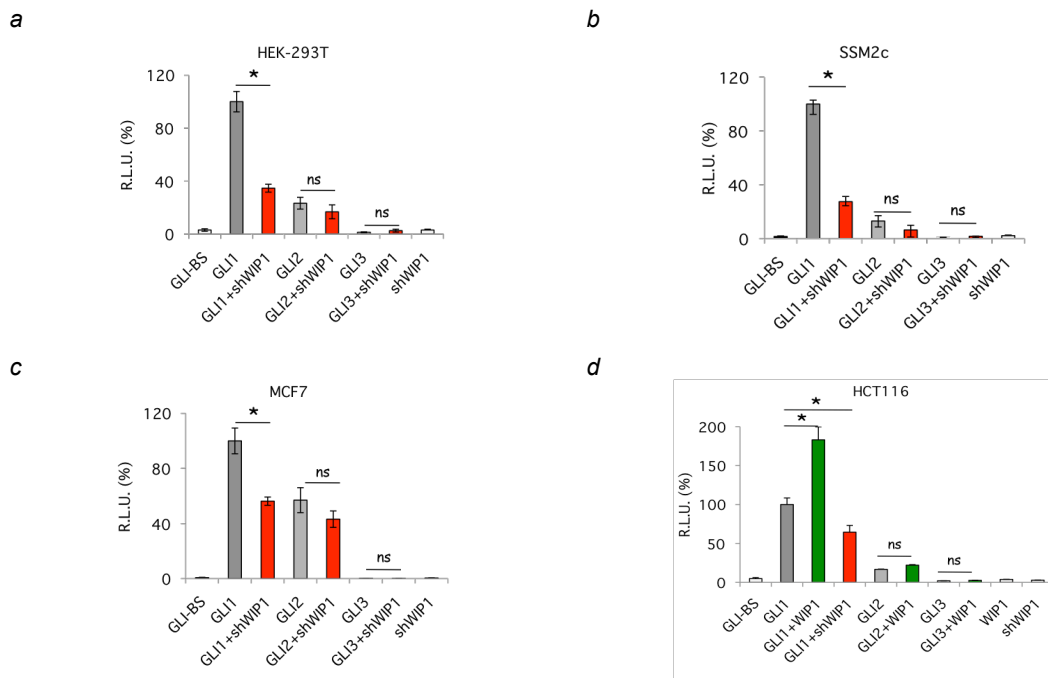 a
HEK-293T
R.L.U. (%)
120
80
40
0
*
ns
ns
GLI-BS
GLI1
GLI1+shWIP1
GLI2
GLI2+shWIP1
GLI3
GLI3+shWIP1
shWIP1
b
SSM2c
R.L.U. (%)
120
80
40
0
*
ns
ns
GLI-BS
GLI1
GLI1+shWIP1
GLI2
GLI2+shWIP1
GLI3
GLI3+shWIP1
shWIP1
c
MCF7
R.L.U. (%)
120
80
40
0
*
ns
ns
GLI-BS
GLI1
GLI1+shWIP1
GLI2
GLI2+shWIP1
GLI3
GLI3+shWIP1
shWIP1
d
HCT116
R.L.U. (%)
200
150
100
50
0
*
*
ns
ns
GLI-BS
GLI1
GLI1+WIP1
GLI1+shWIP1
GLI2
GLI2+WIP1
GLI3
GLI3+WIP1
WIP1
shWIP1